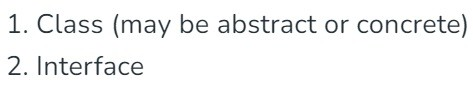 1. Class (may be abstract or concrete)
2. Interface